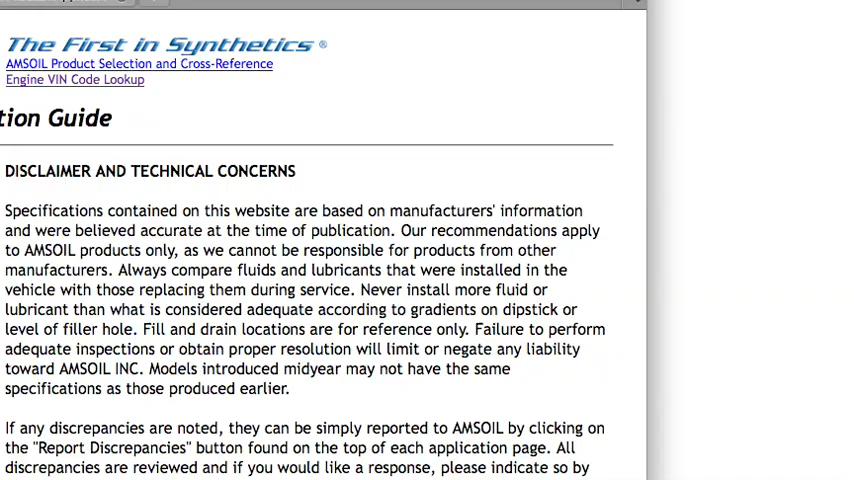 The First in Synthetics ®
AMSOIL Product Selection and Cross-Reference
Engine VIN Code Lookup
tion Guide
DISCLAIMER AND TECHNICAL CONCERNS
Specifications contained on this website are based on manufacturers' information
and were believed accurate at the time of publication. Our recommendations apply
to AMSOIL products only, as we cannot be responsible for products from other
manufacturers. Always compare fluids and lubricants that were installed in the
vehicle with those replacing them during service. Never install more fluid or
lubricant than what is considered adequate according to gradients on dipstick or
level of filler hole. Fill and drain locations are for reference only. Failure to perform
adequate inspections or obtain proper resolution will limit or negate any liability
toward AMSOIL INC. Models introduced midyear may not have the same
specifications as those produced earlier.
If any discrepancies are noted, they can be simply reported to AMSOIL by clicking on
the "Report Discrepancies" button found on the top of each application page. All
discrepancies are reviewed and if you would like a response, please indicate so by